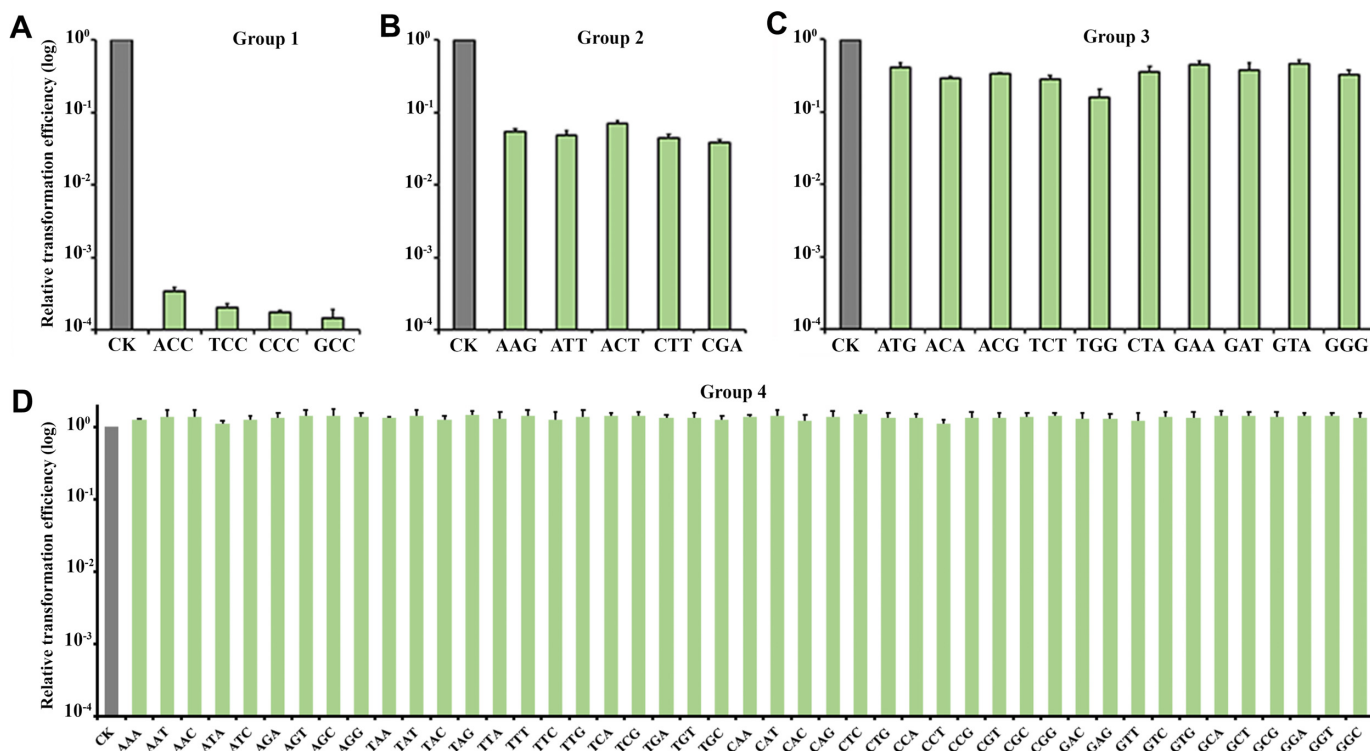 A
Group 1
Relative transformation efficiency (log)
10⁰
10⁻¹
10⁻²
10⁻³
10⁻⁴
CK ACC TCC CCC GCC
B
Group 2
10⁰
10⁻¹
10⁻²
10⁻³
10⁻⁴
CK AAG ATT ACT CTT CGA
C
Group 3
10⁰
10⁻¹
10⁻²
10⁻³
10⁻⁴
CK ATG ACA ACG TCT TGG CTA GAA GAT GTA GGG
D
Group 4
Relative transformation efficiency (log)
10⁰
10⁻¹
10⁻²
10⁻³
10⁻⁴
CK AAA AAT AAC ATA ATC AGA AGT AGC AGG TAA TAT TAC TAG TTA TTT TTC TTG TCA TCG TGA TGT TGC CAA CAT CAC CAG CTC CTG CCA CCT CCG CGT CGC CGG GAC GAG GTT GTC GTG GCA GCT GCG GGA GGT GGC